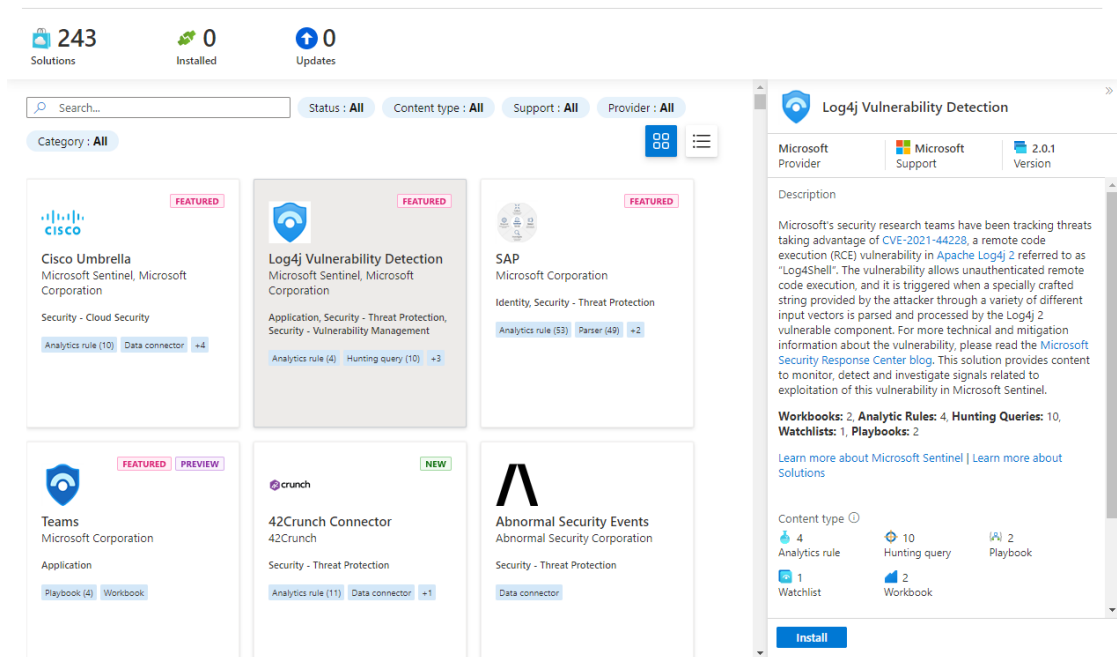 243
Solutions
0
Installed
0
Updates
Search...
Status : All
Content type : All
Support : All
Provider : All
Category : All
FEATURED
CISCO
Cisco Umbrella
Microsoft Sentinel, Microsoft
Corporation
Security - Cloud Security
Analytics rule (10) Data connector +4
FEATURED
Log4j Vulnerability Detection
Microsoft Sentinel, Microsoft
Corporation
Application, Security - Threat Protection,
Security - Vulnerability Management
Analytics rule (4) Hunting query (10) +3
FEATURED
SAP
Microsoft Corporation
Identity, Security - Threat Protection
Analytics rule (53) Parser (49) +2
FEATURED PREVIEW
Teams
Microsoft Corporation
Application
Playbook (4) Workbook
NEW
crunch
42Crunch Connector
42Crunch
Security - Threat Protection
Analytics rule (11) Data connector +1
Abnormal Security Events
Abnormal Security Corporation
Security - Threat Protection
Data connector
Log4j Vulnerability Detection
Microsoft
Provider
Microsoft
Support
2.0.1
Version
Description
Microsoft's security research teams have been tracking threats
taking advantage of CVE-2021-44228, a remote code
execution (RCE) vulnerability in Apache Log4j 2 referred to as
“Log4Shell”. The vulnerability allows unauthenticated remote
code execution, and it is triggered when a specially crafted
string provided by the attacker through a variety of different
input vectors is parsed and processed by the Log4j 2
vulnerable component. For more technical and mitigation
information about the vulnerability, please read the Microsoft
Security Response Center blog. This solution provides content
to monitor, detect and investigate signals related to
exploitation of this vulnerability in Microsoft Sentinel.
Workbooks: 2, Analytic Rules: 4, Hunting Queries: 10,
Watchlists: 1, Playbooks: 2
Learn more about Microsoft Sentinel | Learn more about
Solutions
Content type
4
Analytics rule
10
Hunting query
2
Playbook
1
Watchlist
2
Workbook
Install